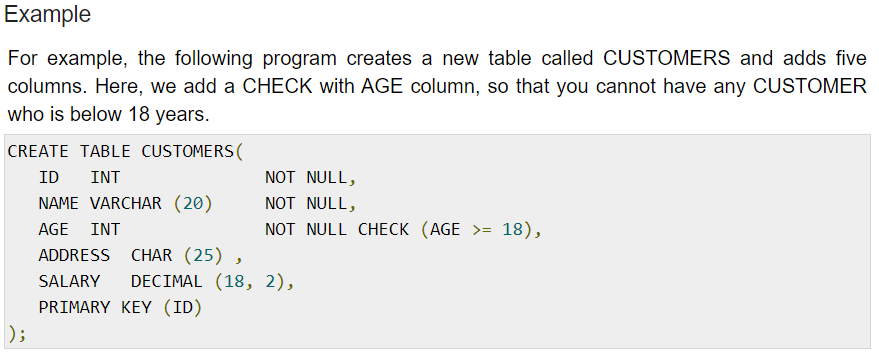 Example
For example, the following program creates a new table called CUSTOMERS and adds five
columns. Here, we add a CHECK with AGE column, so that you cannot have any CUSTOMER
who is below 18 years.
CREATE TABLE CUSTOMERS(
   ID   INT              NOT NULL,
   NAME VARCHAR (20)     NOT NULL,
   AGE  INT              NOT NULL CHECK (AGE >= 18),
   ADDRESS  CHAR (25) ,
   SALARY   DECIMAL (18, 2),
   PRIMARY KEY (ID)
);